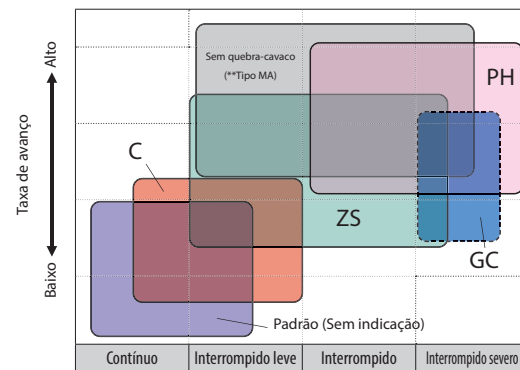 Alto
Taxa de avanço
Baixo
Sem quebra-cavaco
(**Tipo MA)
PH
C
ZS
GC
Padrão (Sem indicação)
Contínuo
Interrompido leve
Interrompido
Interrompido severo